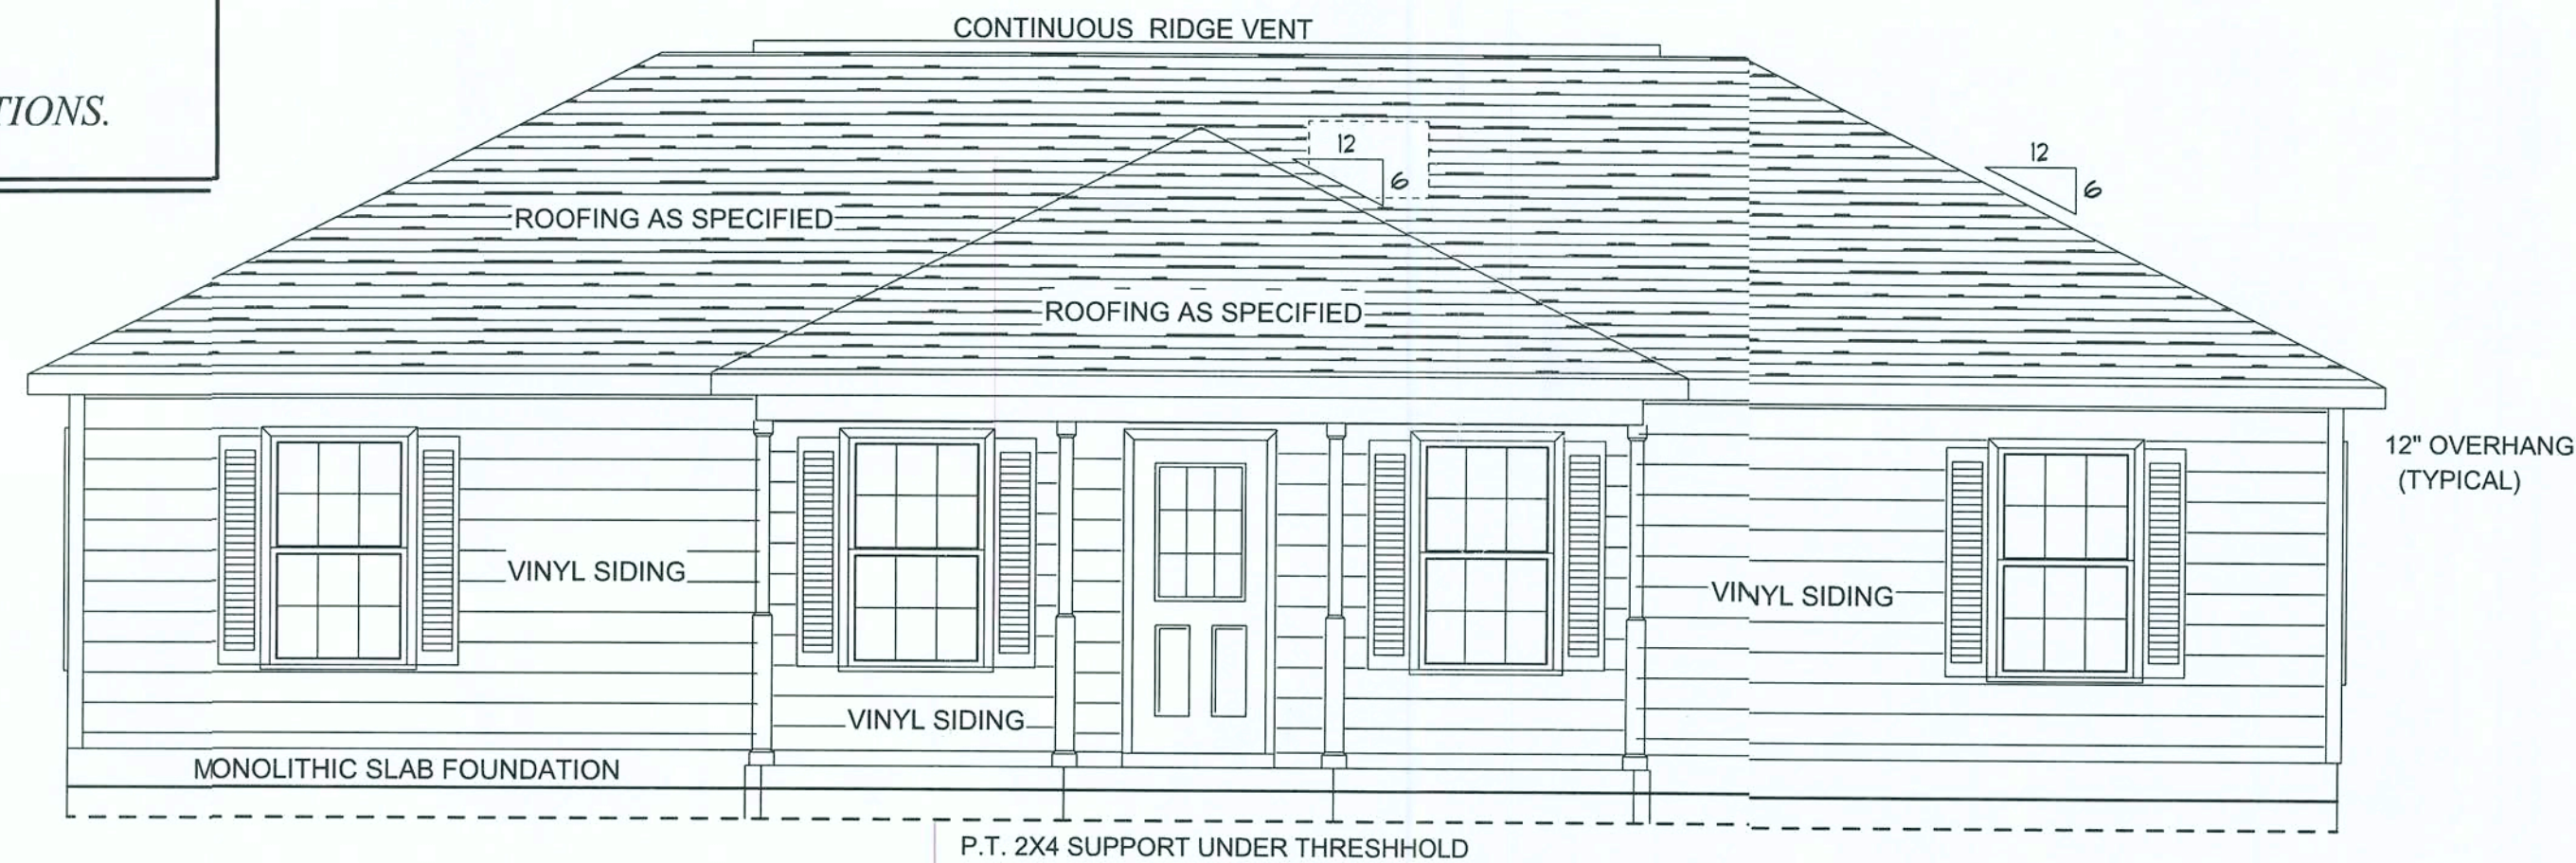 CONTINUOUS RIDGE VENT
TIONS.
12
6
12
6
ROOFING AS SPECIFIED
ROOFING AS SPECIFIED
12" OVERHANG
(TYPICAL)
VINYL SIDING
VINYL SIDING
VINYL SIDING
MONOLITHIC SLAB FOUNDATION
P.T. 2X4 SUPPORT UNDER THRESHHOLD